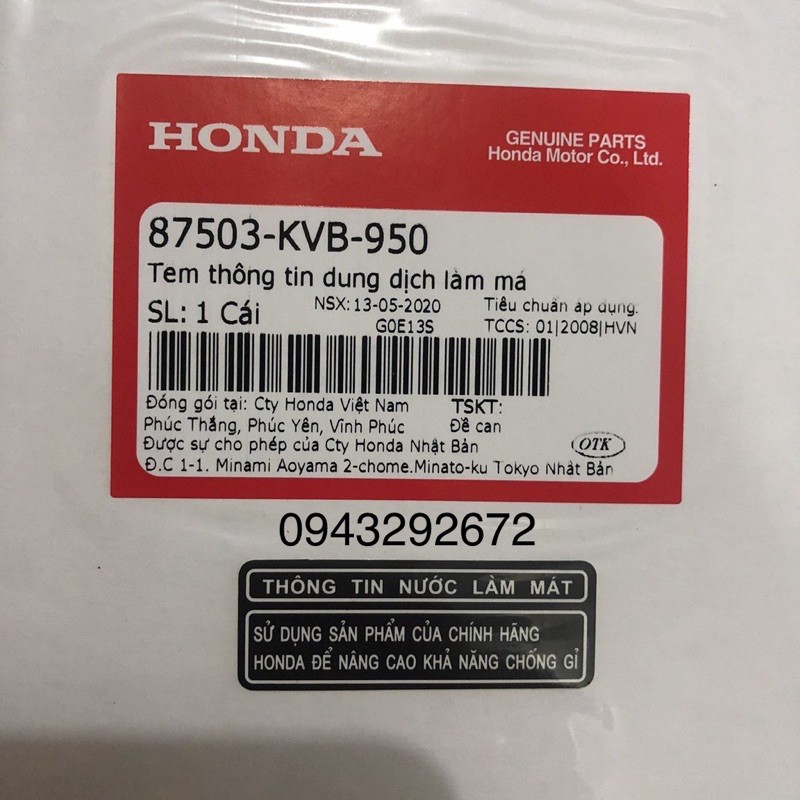 HONDA
GENUINE PARTS
Honda Motor Co., Ltd.
87503-KVB-950
Tem thông tin dung dịch làm má
SL: 1 Cái
NSX: 13-05-2020
G0E13S
Tiêu chuẩn áp dụng:
TCCS: 01|2008|HVN
Đóng gói tại: Cty Honda Việt Nam
Phúc Thắng, Phúc Yên, Vĩnh Phúc
TSKT:
Đề can
Được sự cho phép của Cty Honda Nhật Bản
OTK
Đ.C 1-1. Minami Aoyama 2-chome.Minato-ku Tokyo Nhật Bản
0943292672
THÔNG TIN NƯỚC LÀM MÁT
SỬ DỤNG SẢN PHẨM CỦA CHÍNH HÃNG
HONDA ĐỂ NÂNG CAO KHẢ NĂNG CHỐNG GỈ